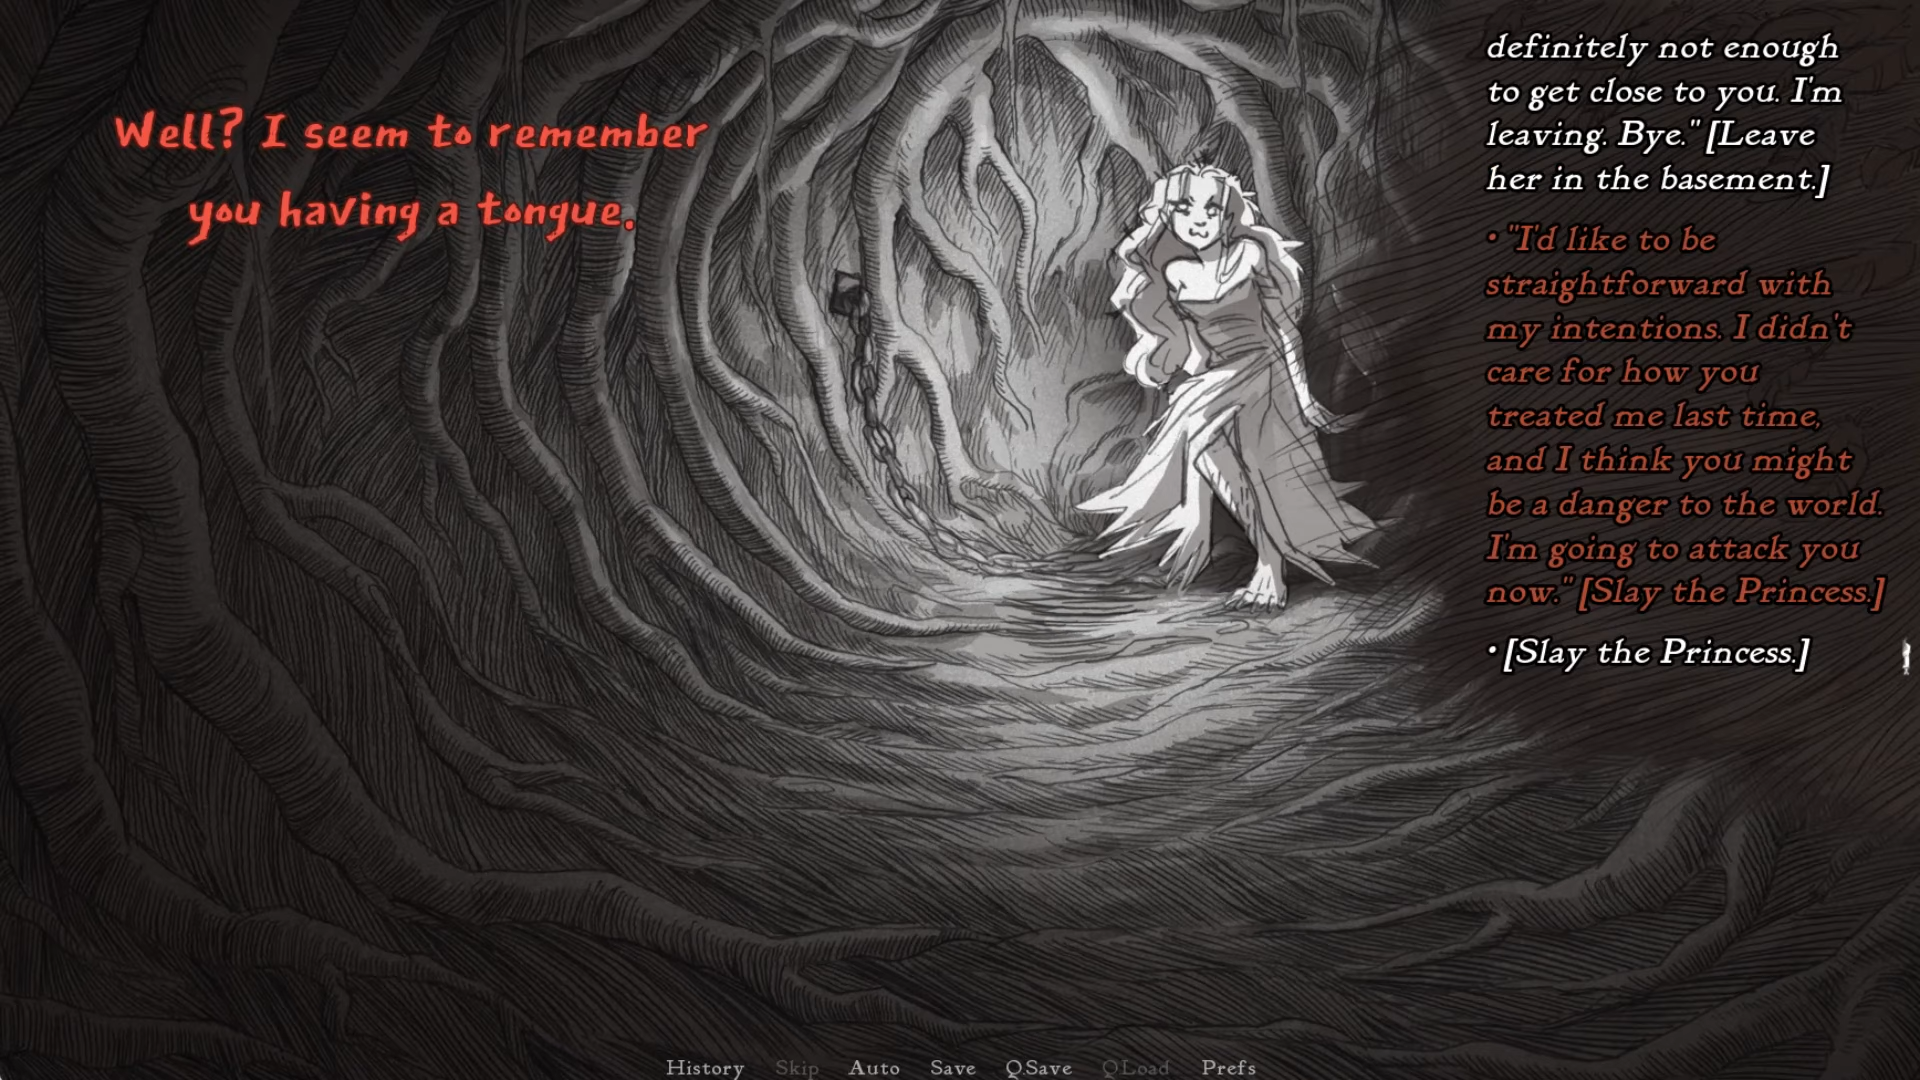 Well? I seem to remember
you having a tongue.
definitely not enough
to get close to you. I'm
leaving. Bye." [Leave
her in the basement.]
• "I'd like to be
straightforward with
my intentions. I didn't
care for how you
treated me last time,
and I think you might
be a danger to the world.
I'm going to attack you
now." [Slay the Princess.]
• [Slay the Princess.]
History Skip Auto Save Q.Save Q.Load Prefs